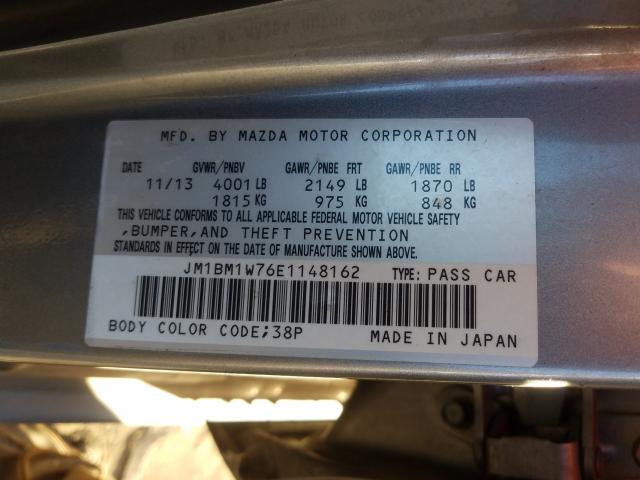 MFD. BY MAZDA MOTOR CORPORATION
DATE GVWR/PNBV GAWR/PNBE FRT GAWR/PNBE RR
11/13 4001 LB 2149 LB 1870 LB
1815 KG 975 KG 848 KG
THIS VEHICLE CONFORMS TO ALL APPLICABLE FEDERAL MOTOR VEHICLE SAFETY
,BUMPER,AND THEFT PREVENTION
STANDARDS IN EFFECT ON THE DATE OF MANUFACTURE SHOWN ABOVE.
JM1BM1W76E1148162 TYPE: PASS CAR
BODY COLOR CODE;38P MADE IN JAPAN